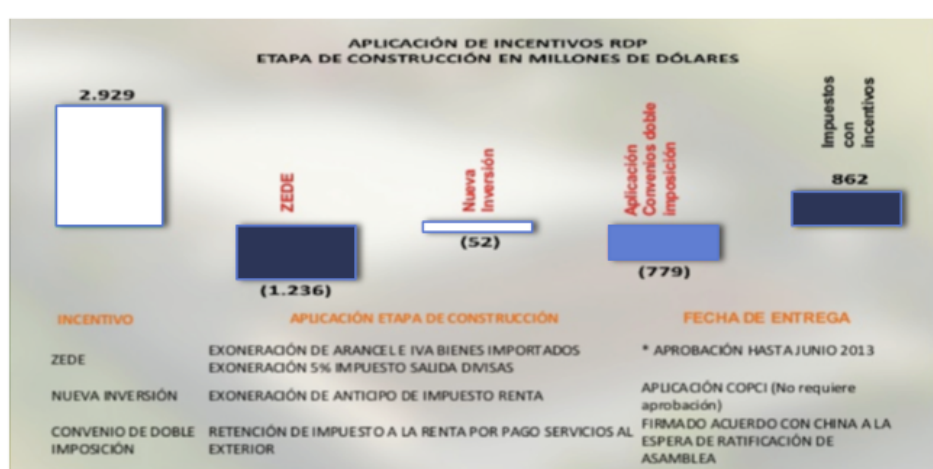 APLICACIÓN DE INCENTIVOS RDP
ETAPA DE CONSTRUCCIÓN EN MILLONES DE DÓLARES
2.929
ZEDE
(1.236)
Nueva
Inversión
(52)
Aplicación
Convenios doble
imposición
(779)
Impuestos
con
incentivos
862
INCENTIVO
APLICACIÓN ETAPA DE CONSTRUCCIÓN
FECHA DE ENTREGA
ZEDE
EXONERACIÓN DE ARANCEL E IVA BIENES IMPORTADOS
EXONERACIÓN 5% IMPUESTO SALIDA DIVISAS
* APROBACIÓN HASTA JUNIO 2013
NUEVA INVERSIÓN
EXONERACIÓN DE ANTICIPO DE IMPUESTO RENTA
APLICACIÓN COPCI (No requiere
aprobación)
CONVENIO DE DOBLE
IMPOSICIÓN
RETENCIÓN DE IMPUESTO A LA RENTA POR PAGO SERVICIOS AL
EXTERIOR
FIRMADO ACUERDO CON CHINA A LA
ESPERA DE RATIFICACIÓN DE
ASAMBLEA